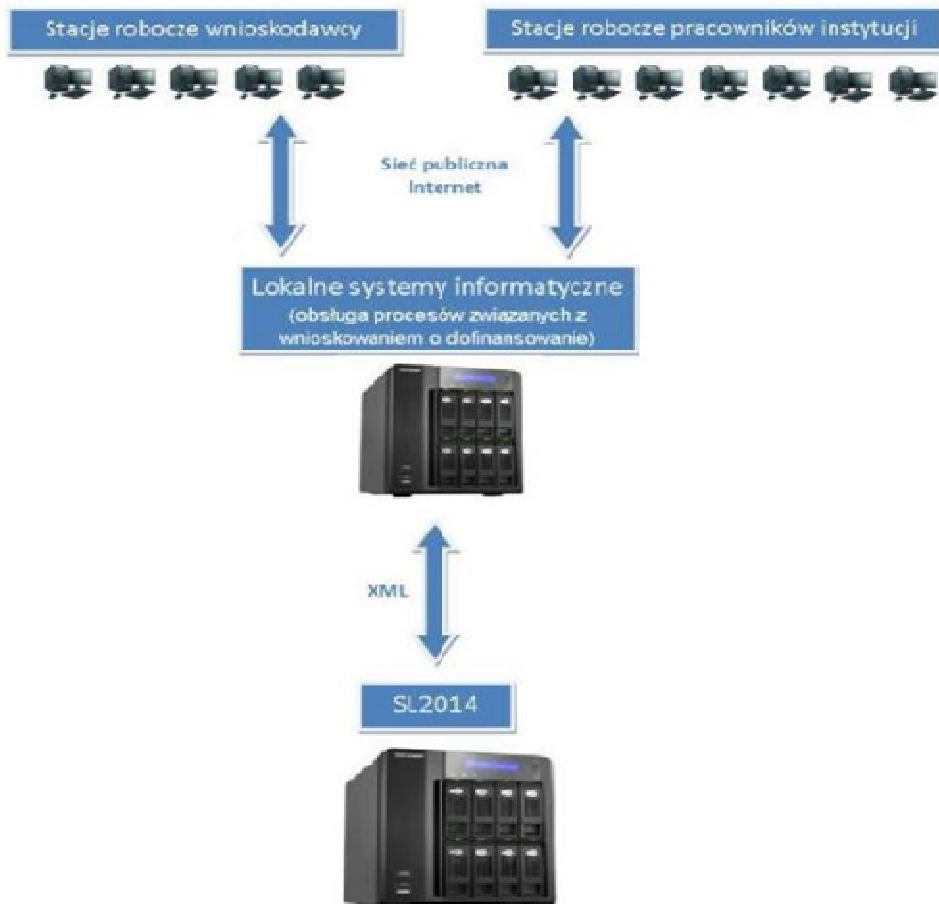 Stacje robocze wnioskodawcy
Stacje robocze pracowników instytucji
Sieć publiczna
Internet
Lokalne systemy informatyczne
(obsługa procesów związanych z
wnioskowaniem o dofinansowanie)
XML
SL2014